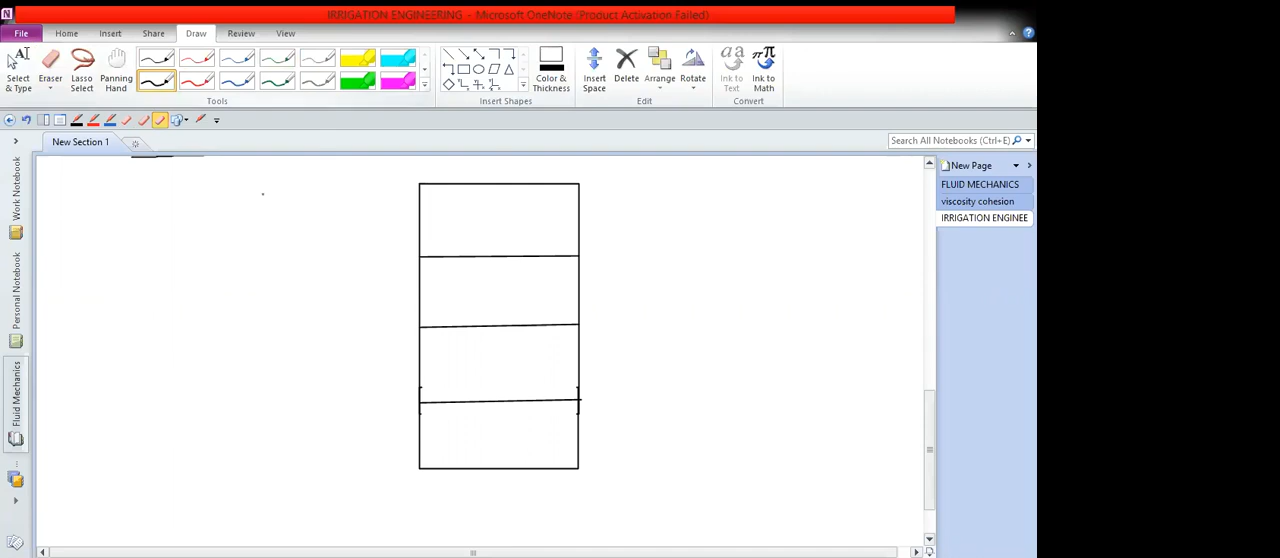 IRRIGATION ENGINEERING - Microsoft OneNote (Product Activation Failed)
File Home Insert Share Draw Review View
Select & Type
Eraser
Lasso Select
Panning Hand
Color & Thickness
Insert Space
Delete
Arrange
Rotate
Ink to Text
Ink to Math
Tools
Insert Shapes
Edit
Convert
New Section 1
Search All Notebooks (Ctrl+E)
New Page
FLUID MECHANICS
viscosity cohesion
IRRIGATION ENGINEE
Work Notebook
Personal Notebook
Fluid Mechanics